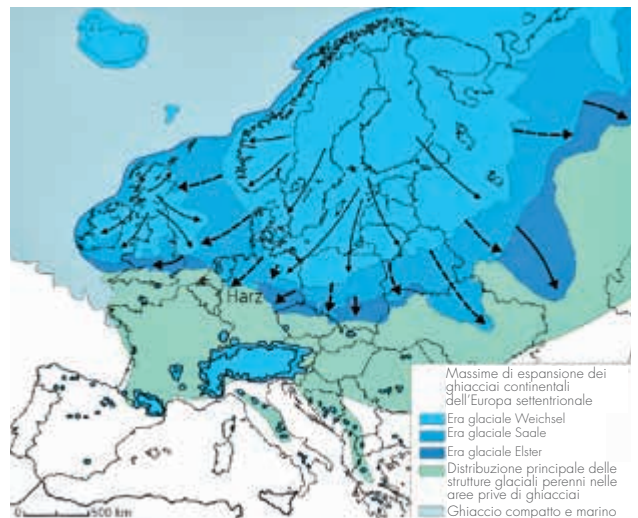 Harz
Massime di espansione dei
ghiacciai continentali
dell'Europa settentrionale
Era glaciale Weichsel
Era glaciale Saale
Era glaciale Elster
Distribuzione principale delle
strutture glaciali perenni nelle
aree prive di ghiacciai
Ghiaccio compatto e marino
0 500 km